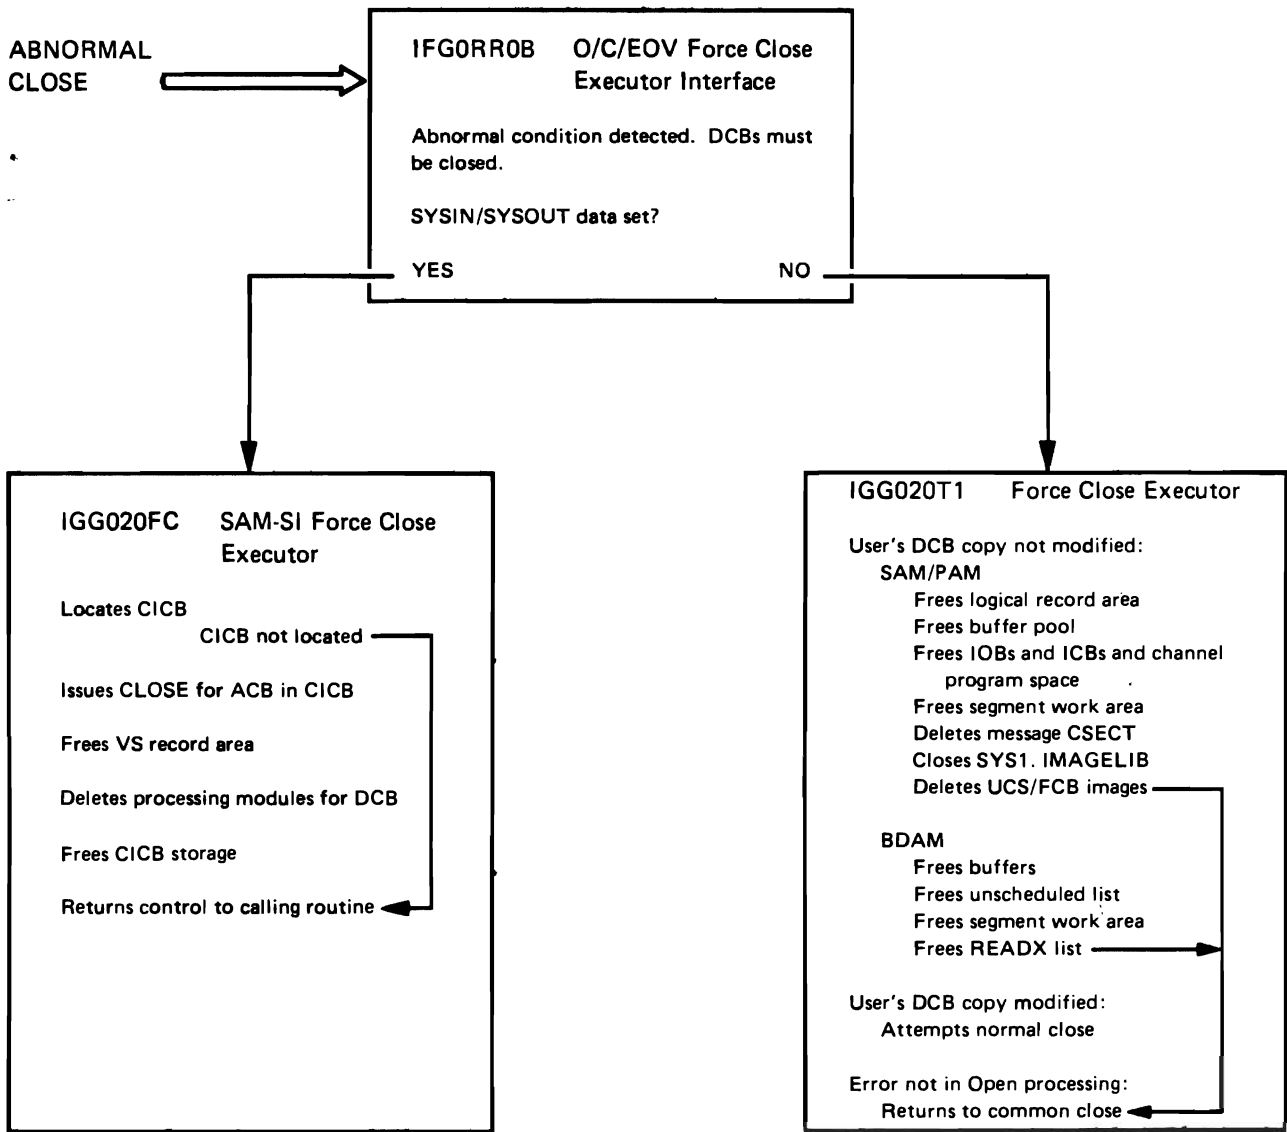 ABNORMAL
CLOSE
IFG0RR0B O/C/EOV Force Close
Executor Interface
Abnormal condition detected. DCBs must
be closed.
SYSIN/SYSOUT data set?
YES NO
IGG020FC SAM-SI Force Close
Executor
Locates CICB
CICB not located
Issues CLOSE for ACB in CICB
Frees VS record area
Deletes processing modules for DCB
Frees CICB storage
Returns control to calling routine
IGG020T1 Force Close Executor
User's DCB copy not modified:
SAM/PAM
Frees logical record area
Frees buffer pool
Frees IOBs and ICBs and channel
program space
Frees segment work area
Deletes message CSECT
Closes SYS1. IMAGELIB
Deletes UCS/FCB images
BDAM
Frees buffers
Frees unscheduled list
Frees segment work area
Frees READX list
User's DCB copy modified:
Attempts normal close
Error not in Open processing:
Returns to common close